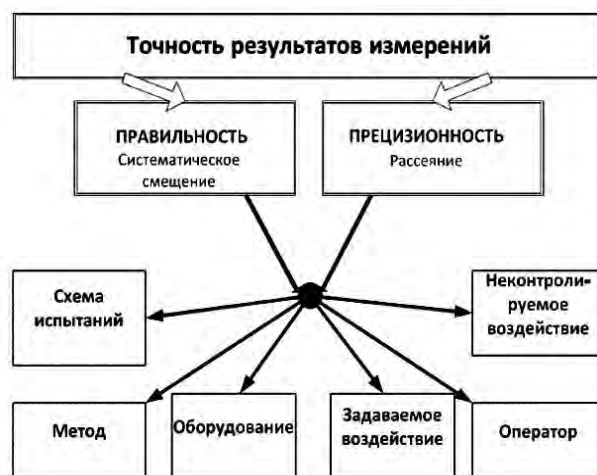 Точность результатов измерений
ПРАВИЛЬНОСТЬ
Систематическое
смещение
ПРЕЦИЗИОННОСТЬ
Рассеяние
Схема
испытаний
Неконтроли-
руемое
воздействие
Метод
Оборудование
Задаваемое
воздействие
Оператор